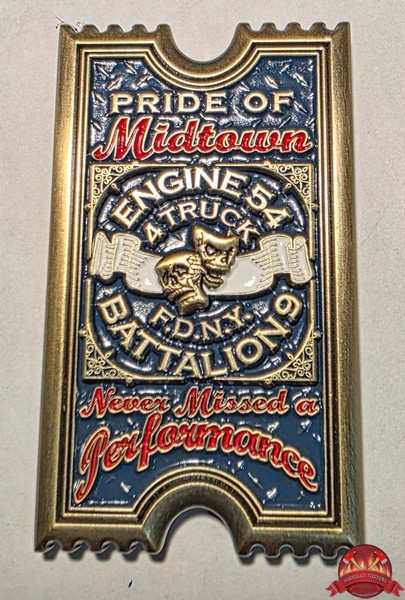 PRIDE OF
Midtown
ENGINE 54
4 TRUCK
F.D.N.Y.
BATTALION 9
Never Missed a
Performance